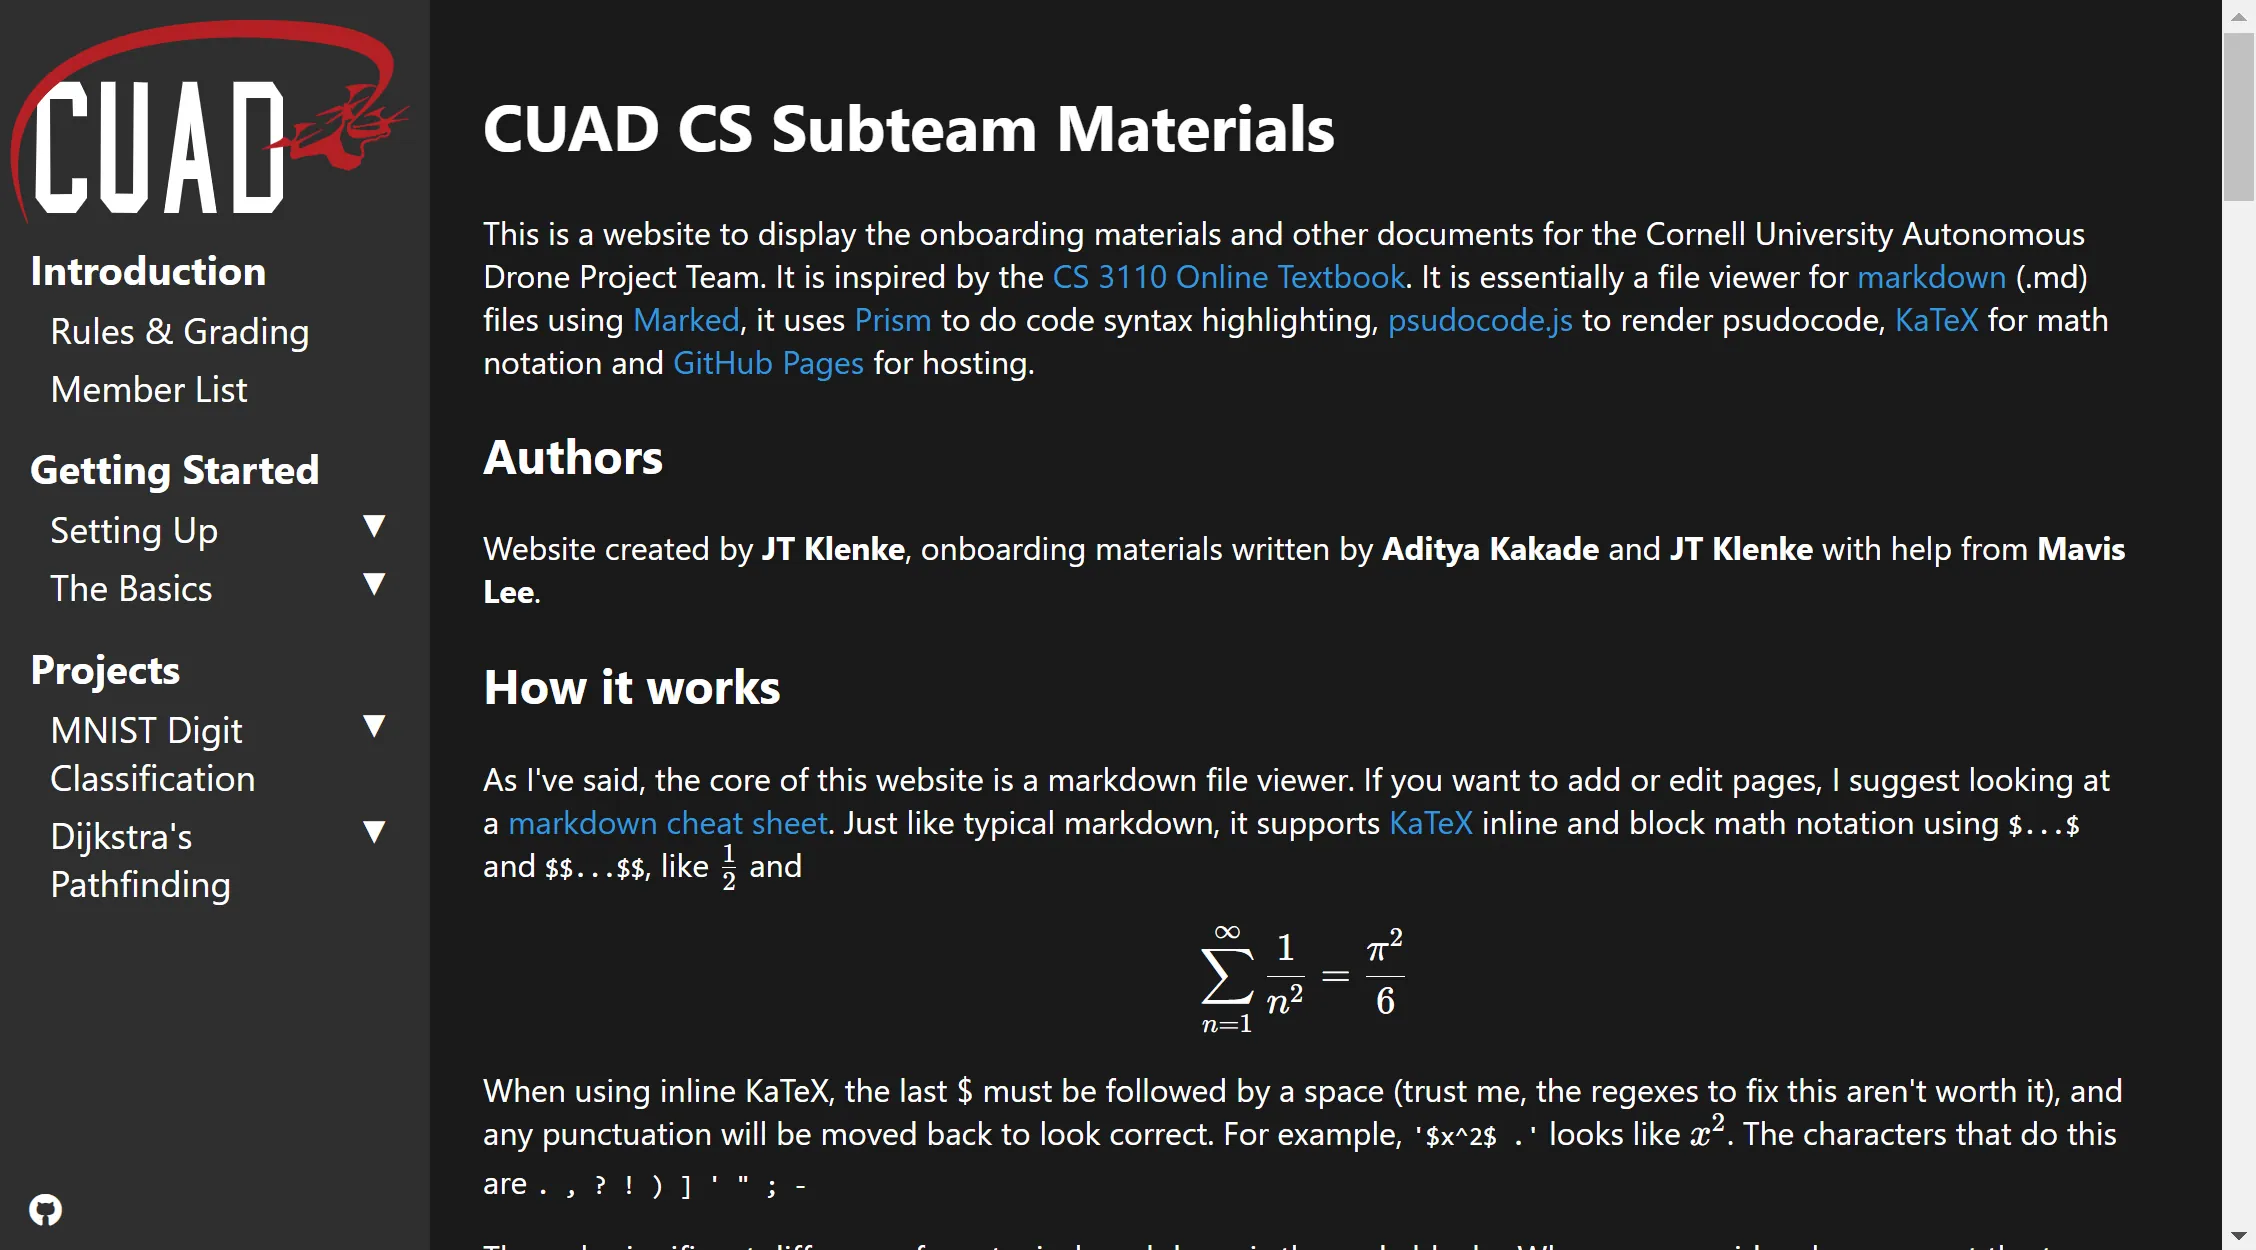 CUAD
Introduction
Rules & Grading
Member List
Getting Started
Setting Up ▼
The Basics ▼
Projects
MNIST Digit ▼
Classification
Dijkstra's ▼
Pathfinding
CUAD CS Subteam Materials
This is a website to display the onboarding materials and other documents for the Cornell University Autonomous
Drone Project Team. It is inspired by the CS 3110 Online Textbook. It is essentially a file viewer for markdown (.md)
files using Marked, it uses Prism to do code syntax highlighting, psudocode.js to render psudocode, KaTeX for math
notation and GitHub Pages for hosting.
Authors
Website created by JT Klenke, onboarding materials written by Aditya Kakade and JT Klenke with help from Mavis
Lee.
How it works
As I've said, the core of this website is a markdown file viewer. If you want to add or edit pages, I suggest looking at
a markdown cheat sheet. Just like typical markdown, it supports KaTeX inline and block math notation using $...$
and $$...$$, like 1/2 and
∑_{n=1}^{∞} 1/n² = π²/6
When using inline KaTeX, the last $ must be followed by a space (trust me, the regexes to fix this aren't worth it), and
any punctuation will be moved back to look correct. For example, '$x^2$ .' looks like x². The characters that do this
are . , ? ! ) ] ' " ; -